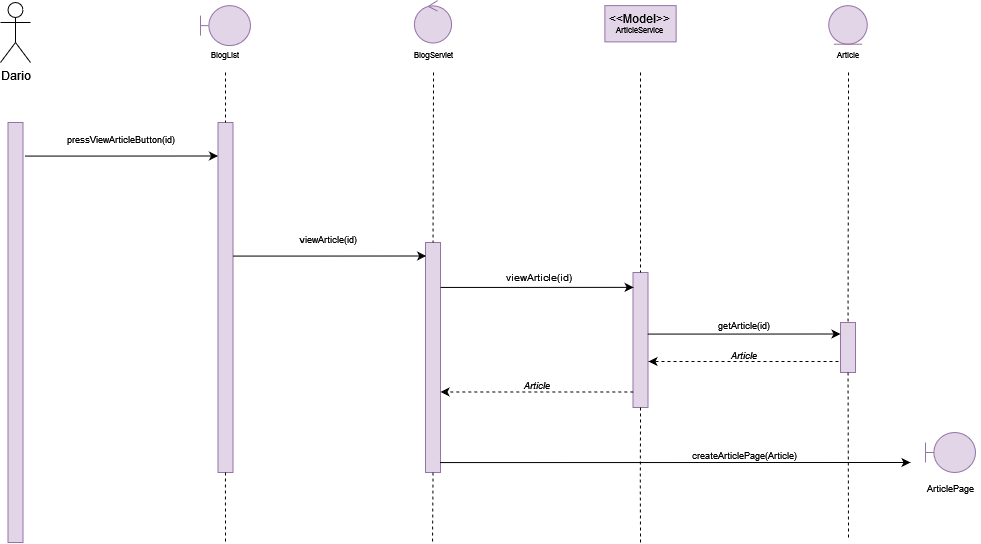 Dario
BlogList
BlogServlet
<<Model>>
ArticleService
Article
pressViewArticleButton(id)
viewArticle(id)
viewArticle(id)
getArticle(id)
Article
Article
createArticlePage(Article)
ArticlePage